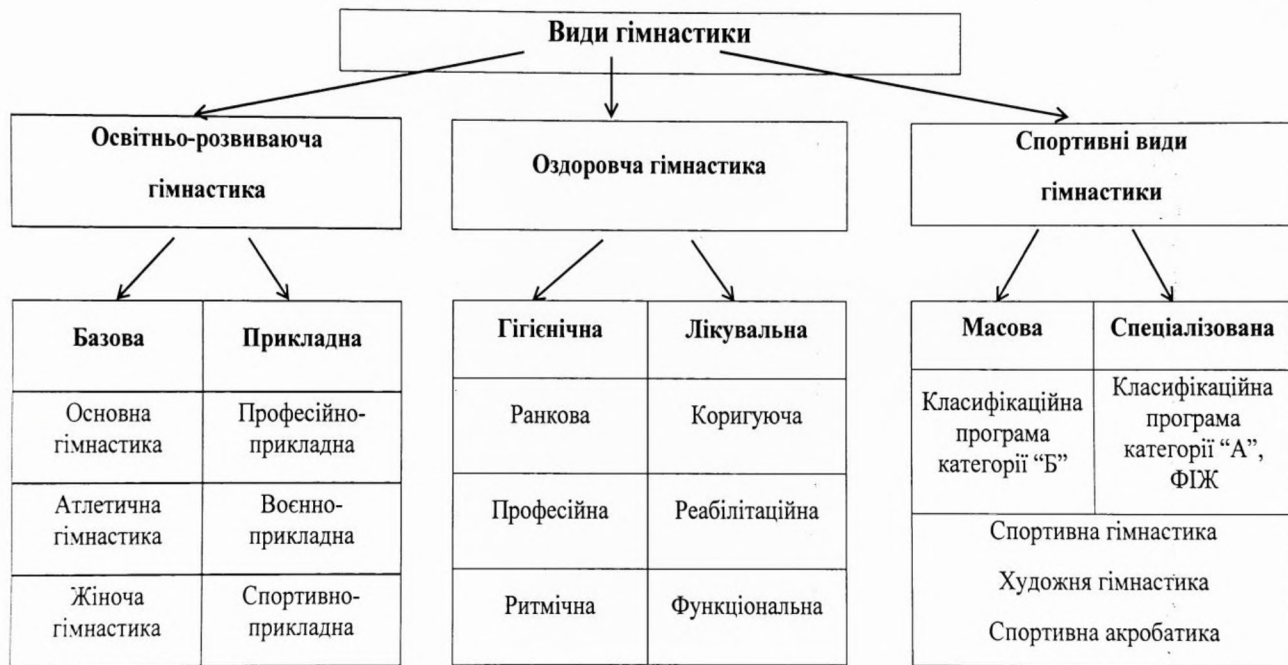 Види гімнастики
Освітньо-розвиваюча
гімнастика
Оздоровча гімнастика
Спортивні види
гімнастики
Базова
Прикладна
Основна
гімнастика
Професійно-
прикладна
Атлетична
гімнастика
Воєнно-
прикладна
Жіноча
гімнастика
Спортивно-
прикладна
Гігієнічна
Лікувальна
Ранкова
Коригуюча
Професійна
Реабілітаційна
Ритмічна
Функціональна
Масова
Спеціалізована
Класифікаційна
програма
категорії “Б”
Класифікаційна
програма
категорії “А”,
ФІЖ
Спортивна гімнастика
Художня гімнастика
Спортивна акробатика